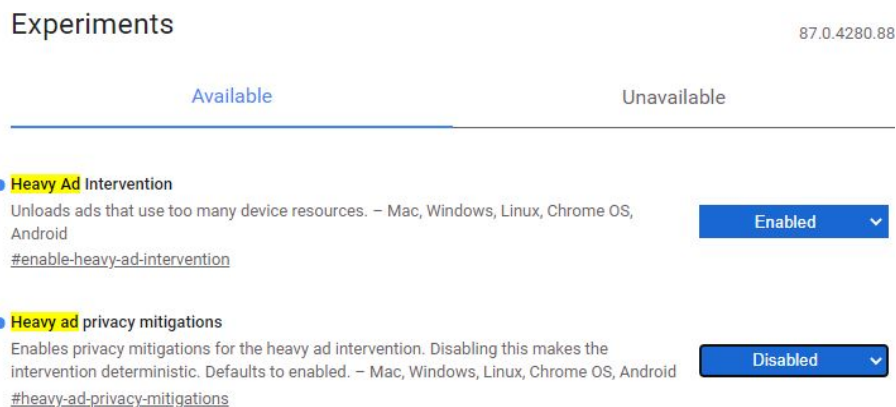 Experiments
87.0.4280.88
Available
Unavailable
Heavy Ad Intervention
Unloads ads that use too many device resources. – Mac, Windows, Linux, Chrome OS,
Android
#enable-heavy-ad-intervention
Enabled
Heavy ad privacy mitigations
Enables privacy mitigations for the heavy ad intervention. Disabling this makes the
intervention deterministic. Defaults to enabled. – Mac, Windows, Linux, Chrome OS, Android
#heavy-ad-privacy-mitigations
Disabled